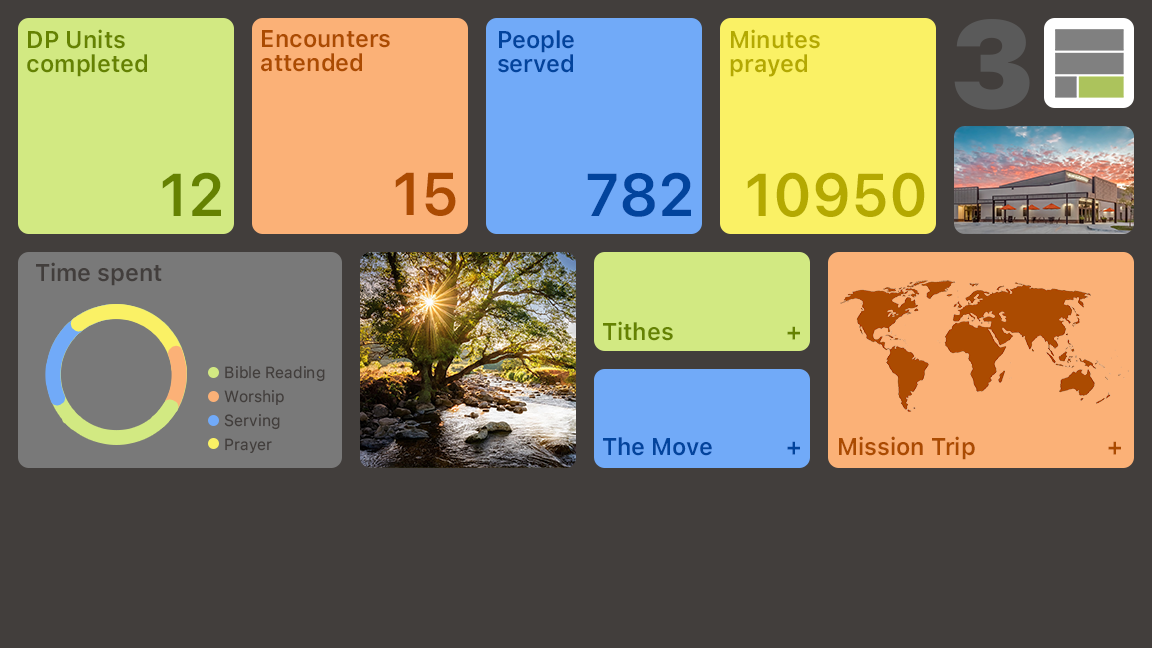 DP Units
completed
12
Encounters
attended
15
People
served
782
Minutes
prayed
10950
3
Time spent
Bible Reading
Worship
Serving
Prayer
Tithes +
The Move +
Mission Trip +